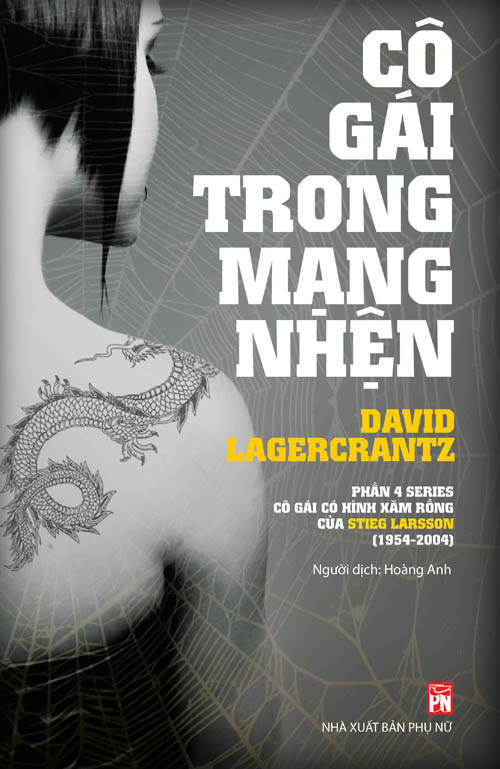 CÔ
GÁI
TRONG
MẠNG
NHỆN
DAVID
LAGERCRANTZ
PHẦN 4 SERIES
CÔ GÁI CÓ HÌNH XĂM RỒNG
CỦA STIEG LARSSON
(1954-2004)
Người dịch: Hoàng Anh
PN
NHÀ XUẤT BẢN PHỤ NỮ